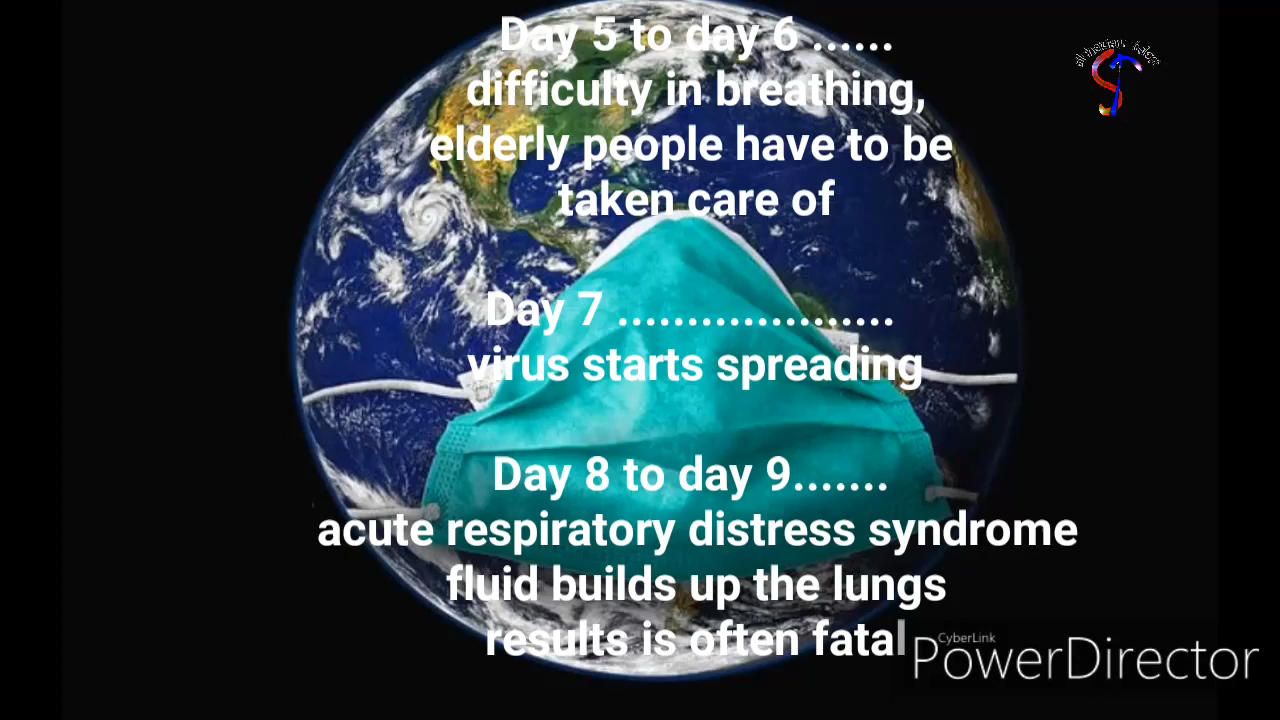 Day 5 to day 6 ......
difficulty in breathing,
elderly people have to be
taken care of
Day 7 ....................
virus starts spreading
Day 8 to day 9.......
acute respiratory distress syndrome
fluid builds up the lungs
results is often fatal
CyberLink
PowerDirector